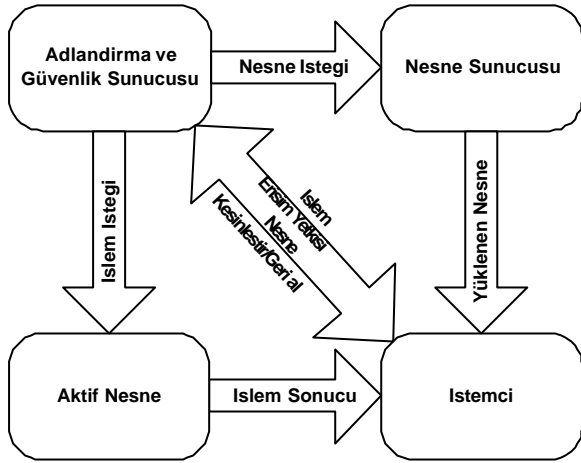 Adlandirma ve
Güvenlik Sunucusu
Nesne Istegi
Nesne Sunucusu
Islem Istegi
Islem
Erisim Yetkisi
Nesne
Kesinlestir/Geri al
Yüklenen Nesne
Aktif Nesne
Islem Sonucu
Istemci